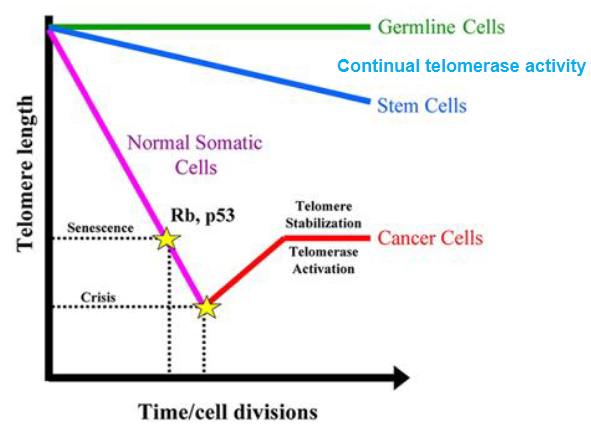 Germline Cells
Continual telomerase activity
Stem Cells
Normal Somatic
Cells
Rb, p53
Telomere
Stabilization
Senescence
Cancer Cells
Telomerase
Activation
Crisis
Telomere length
Time/cell divisions